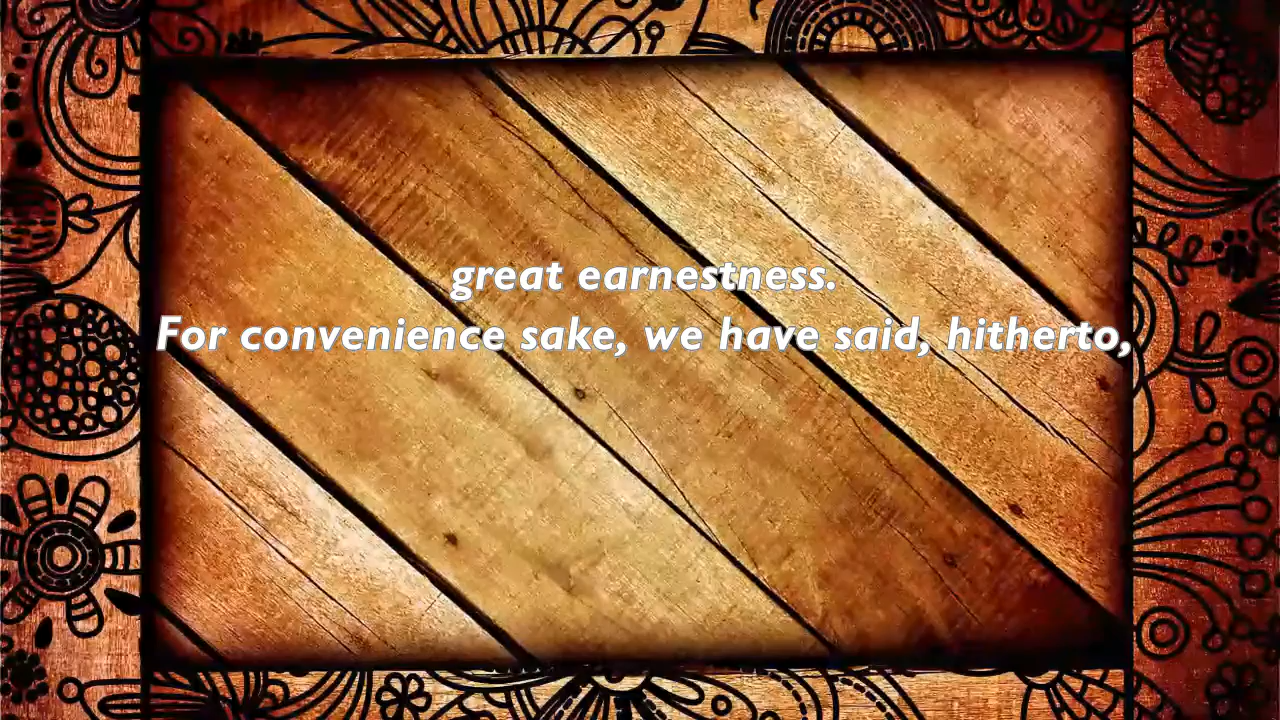 great earnestness.
For convenience sake, we have said, hitherto,